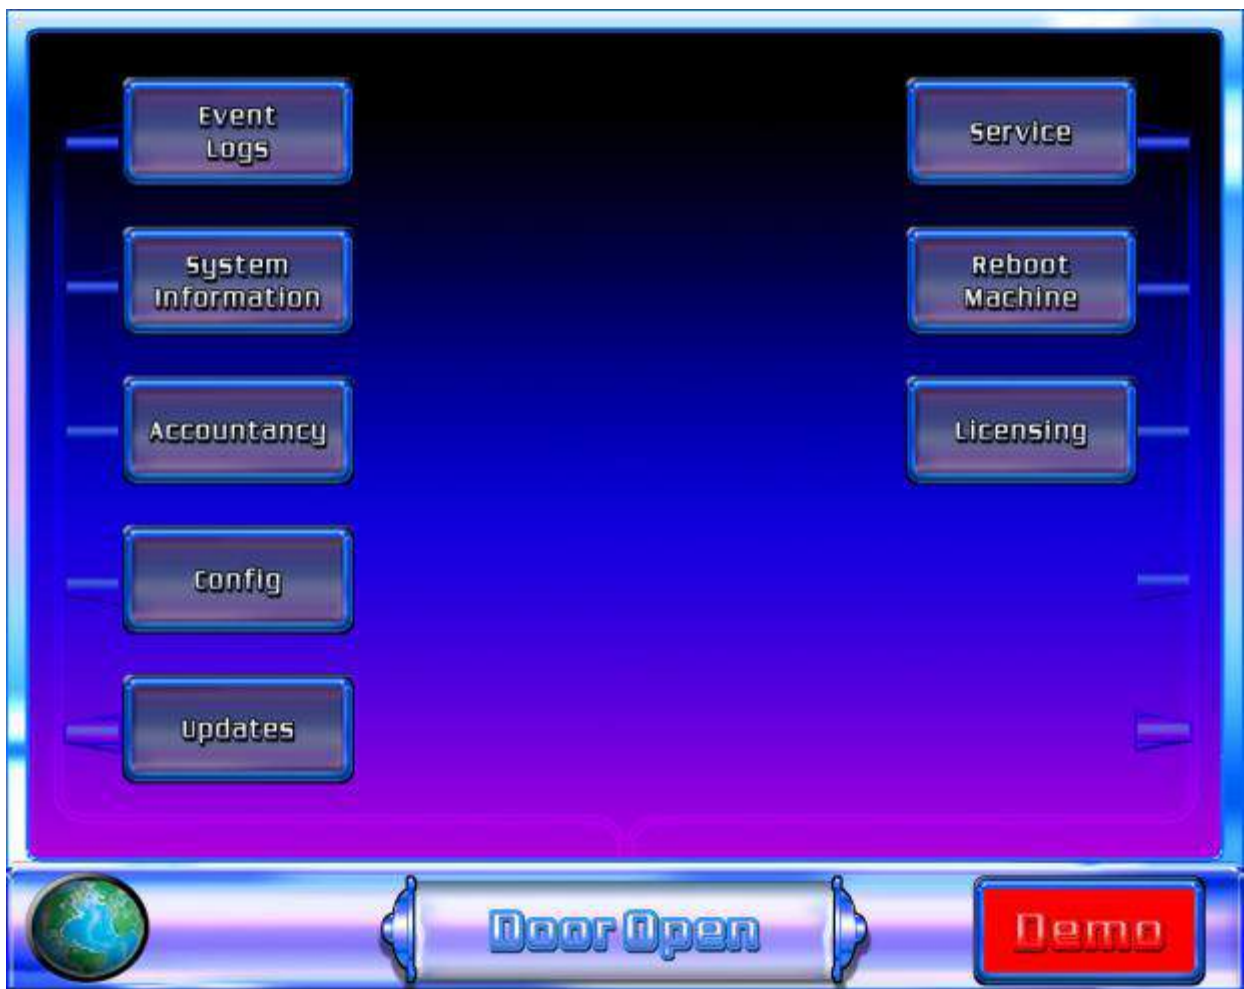 Event
Logs
System
Information
Accountancy
Config
Updates
Service
Reboot
Machine
Licensing
Door Open
Demo